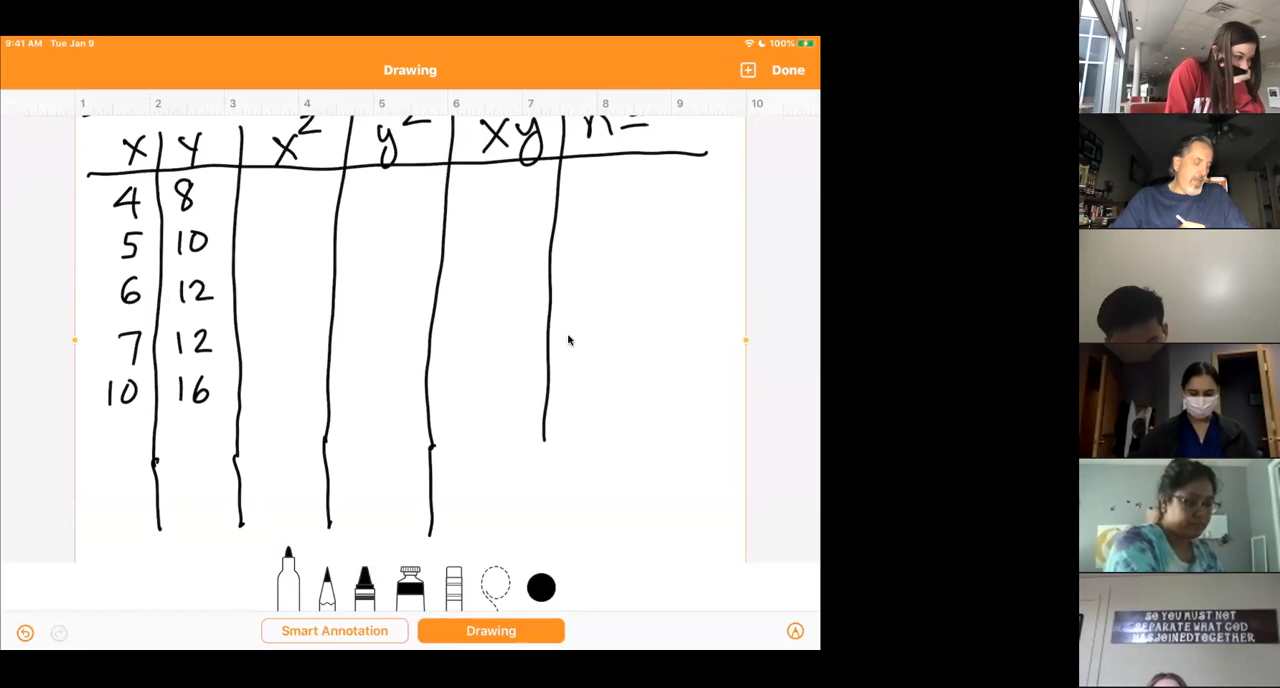 9:41 AM Tue Jan 9 100%
Drawing Done
1 2 3 4 5 6 7 8 9 10
x y x² y² xy n=
4 8
5 10
6 12
7 12
10 16
Smart Annotation Drawing
SO YOU MUST NOT
SEPARATE WHAT GOD
HAS JOINED TOGETHER